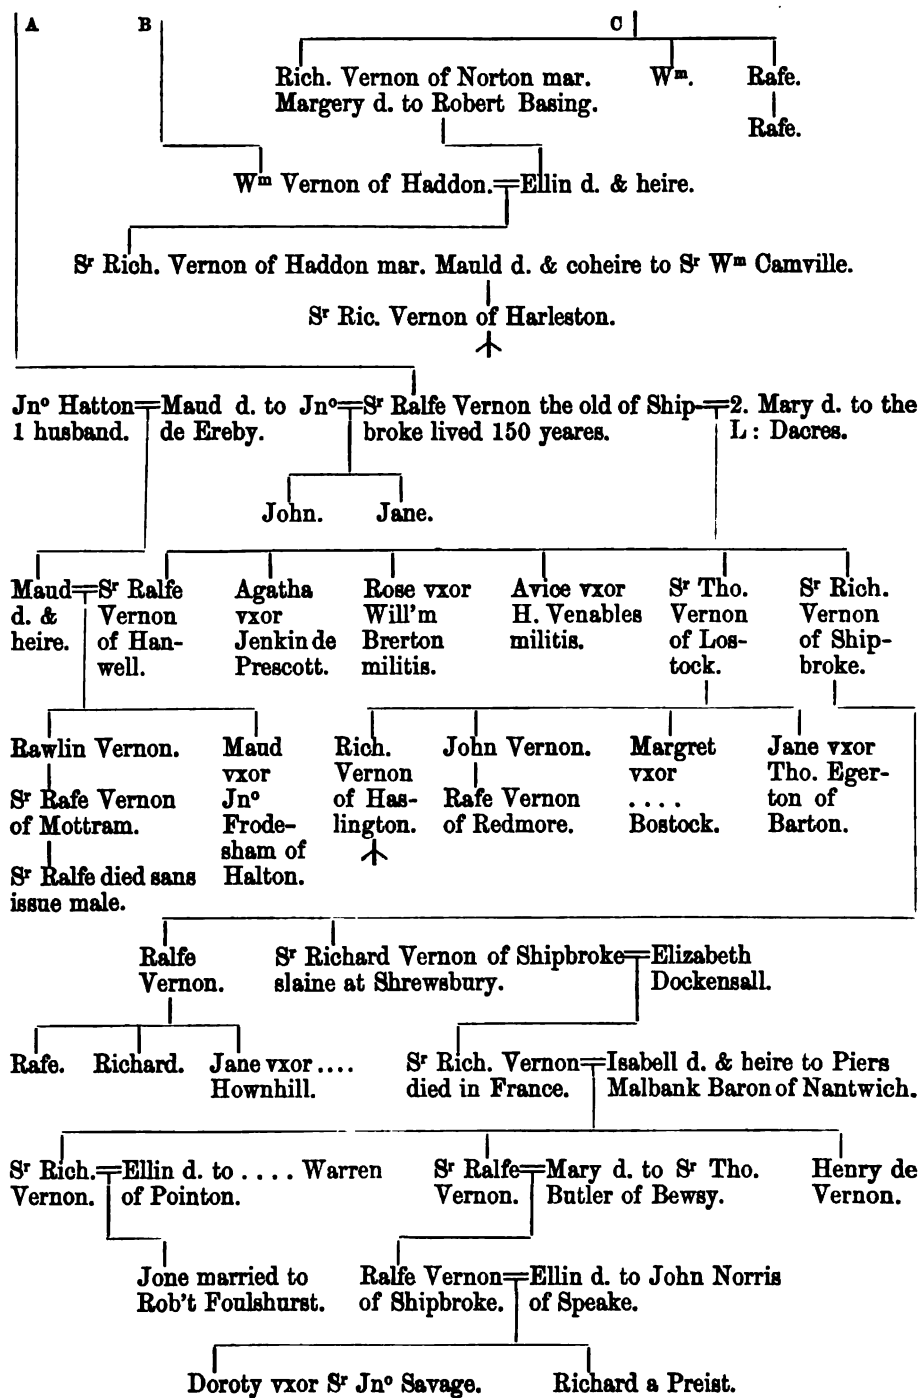 A B C
Rich. Vernon of Norton mar. Wm. Rafe.
Margery d. to Robert Basing.
Rafe.
Wm Vernon of Haddon. Ellin d. & heire.
Sr Rich. Vernon of Haddon mar. Mauld d. & coheire to Sr Wm Camville.
Sr Ric. Vernon of Harleston.
Jno Hatton Maud d. to Jno Sr Ralfe Vernon the old of Ship- 2. Mary d. to the
1 husband. de Ereby. broke lived 150 yeares. L : Dacres.
John. Jane.
Maud Sr Ralfe Agatha Rose vxor Avice vxor Sr Tho. Sr Rich.
d. & Vernon vxor Will'm H. Venables Vernon Vernon
heire. of Han- Jenkin de Brerton militis. of Los- of Ship-
well. Prescott. militis. tock. broke.
Rawlin Vernon. Maud Rich. John Vernon. Margret Jane vxor
vxor Vernon vxor Tho. Eger-
Sr Rafe Vernon Jno of Has- Rafe Vernon .... ton of
of Mottram. Frode- lington. of Redmore. Bostock. Barton.
sham of
Sr Ralfe died sans Halton.
issue male.
Ralfe Sr Richard Vernon of Shipbroke Elizabeth
Vernon. slaine at Shrewsbury. Dockensall.
Rafe. Richard. Jane vxor .... Sr Rich. Vernon Isabell d. & heire to Piers
Hownhill. died in France. Malbank Baron of Nantwich.
Sr Rich. Ellin d. to .... Warren Sr Ralfe Mary d. to Sr Tho. Henry de
Vernon. of Pointon. Vernon. Butler of Bewsy. Vernon.
Jone married to Ralfe Vernon Ellin d. to John Norris
Rob't Foulshurst. of Shipbroke. of Speake.
Doroty vxor Sr Jno Savage. Richard a Preist.